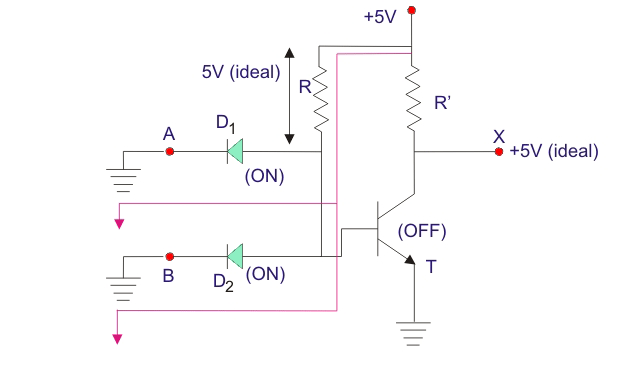 +5V
5V (ideal)
R
R’
D1
A
X
+5V (ideal)
(ON)
(OFF)
B
D2
(ON)
T